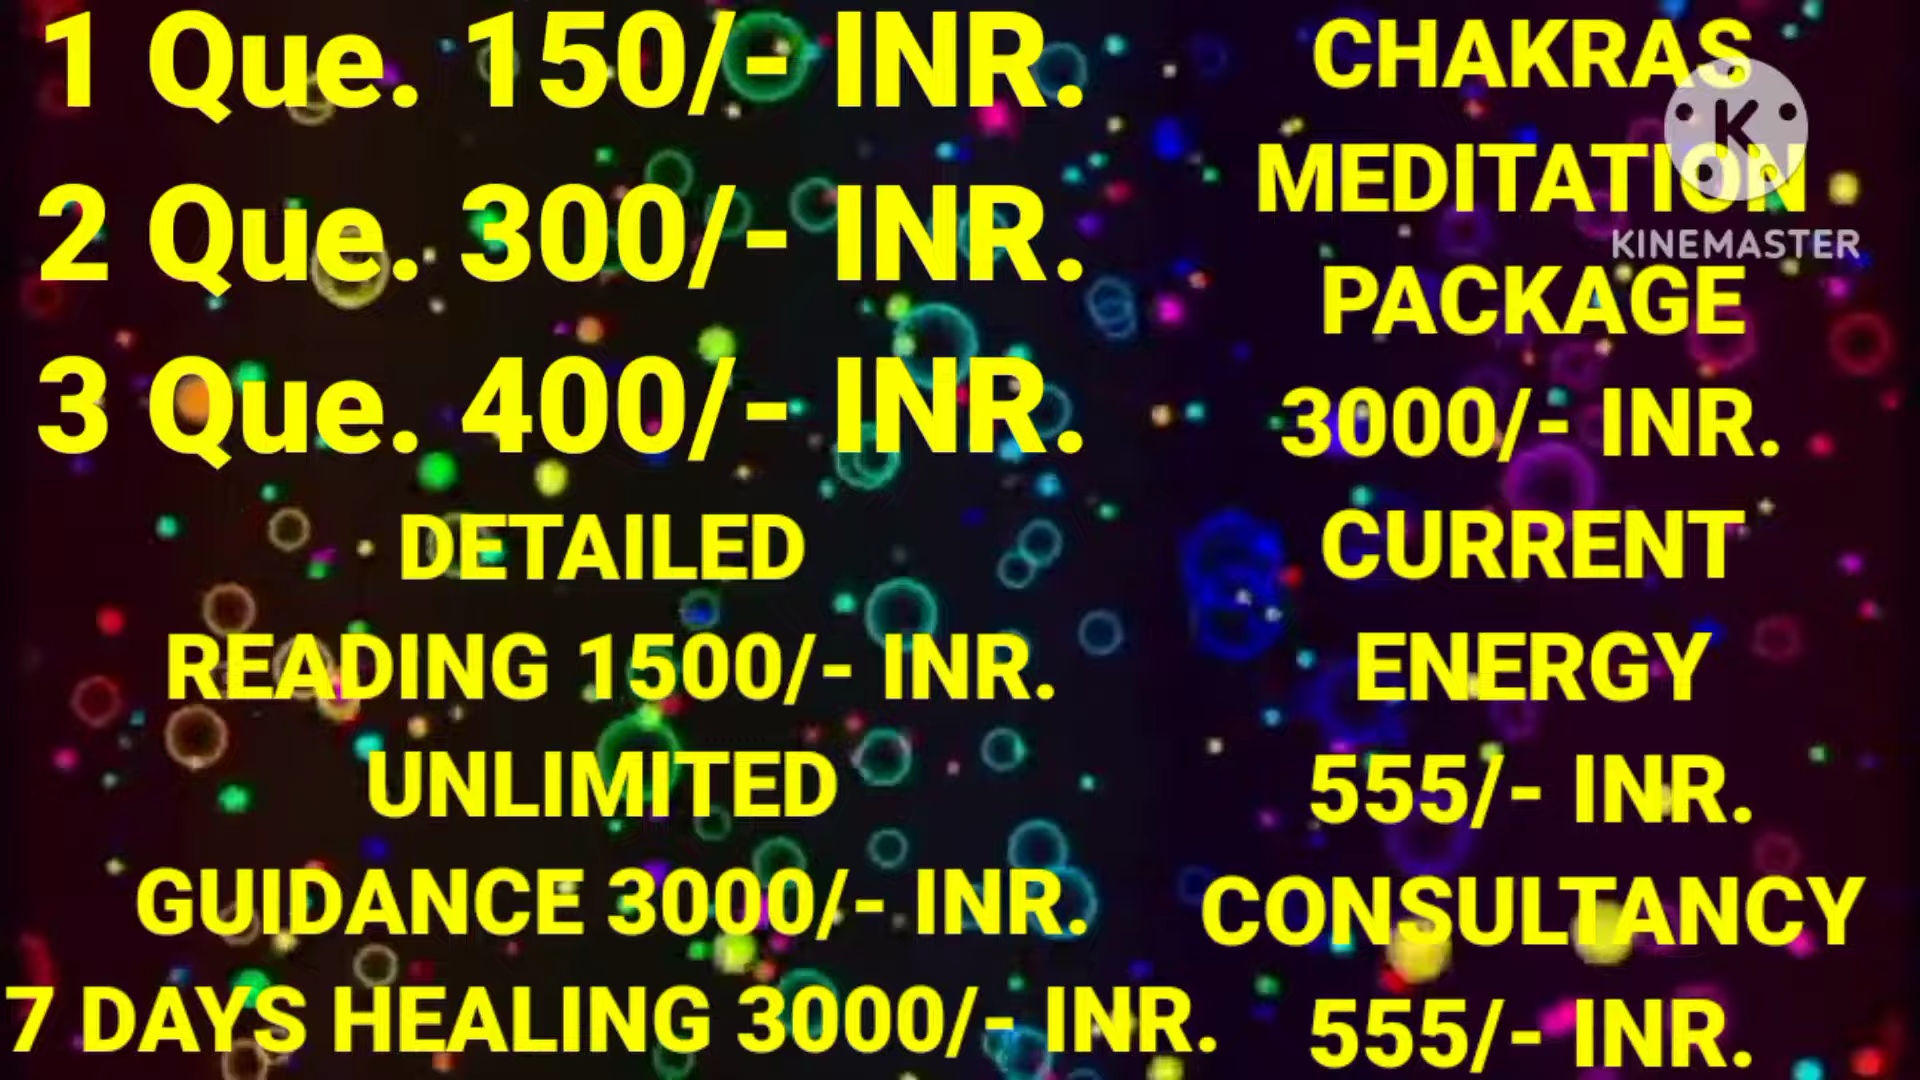 1 Que. 150/- INR.
2 Que. 300/- INR.
3 Que. 400/- INR.
DETAILED
READING 1500/- INR.
UNLIMITED
GUIDANCE 3000/- INR.
7 DAYS HEALING 3000/- INR.
CHAKRAS
MEDITATION
PACKAGE
3000/- INR.
CURRENT
ENERGY
555/- INR.
CONSULTANCY
555/- INR.
K
KINEMASTER